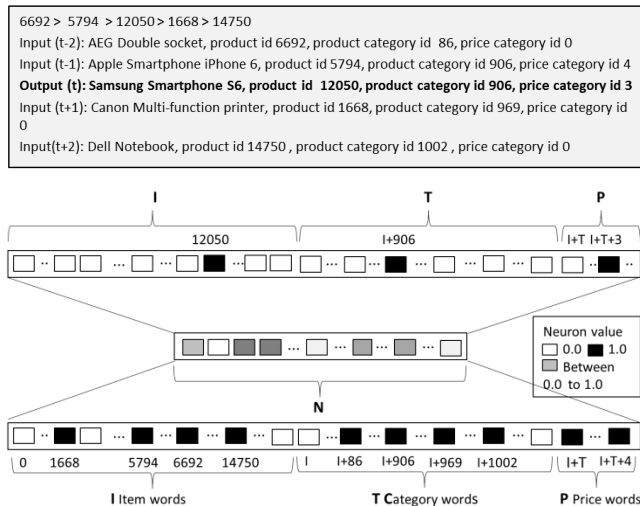 6692 > 5794 > 12050 > 1668 > 14750
Input (t-2): AEG Double socket, product id 6692, product category id 86, price category id 0
Input (t-1): Apple Smartphone iPhone 6, product id 5794, product category id 906, price category id 4
Output (t): Samsung Smartphone S6, product id 12050, product category id 906, price category id 3
Input (t+1): Canon Multi-function printer, product id 1668, product category id 969, price category id
0
Input(t+2): Dell Notebook, product id 14750 , product category id 1002 , price category id 0
I T P
12050 I+906 I+T I+T+3
Neuron value
0.0 1.0
Between
0.0 to 1.0
N
0 1668 5794 6692 14750 I I+86 I+906 I+969 I+1002 I+T I+T+4
I Item words T Category words P Price words